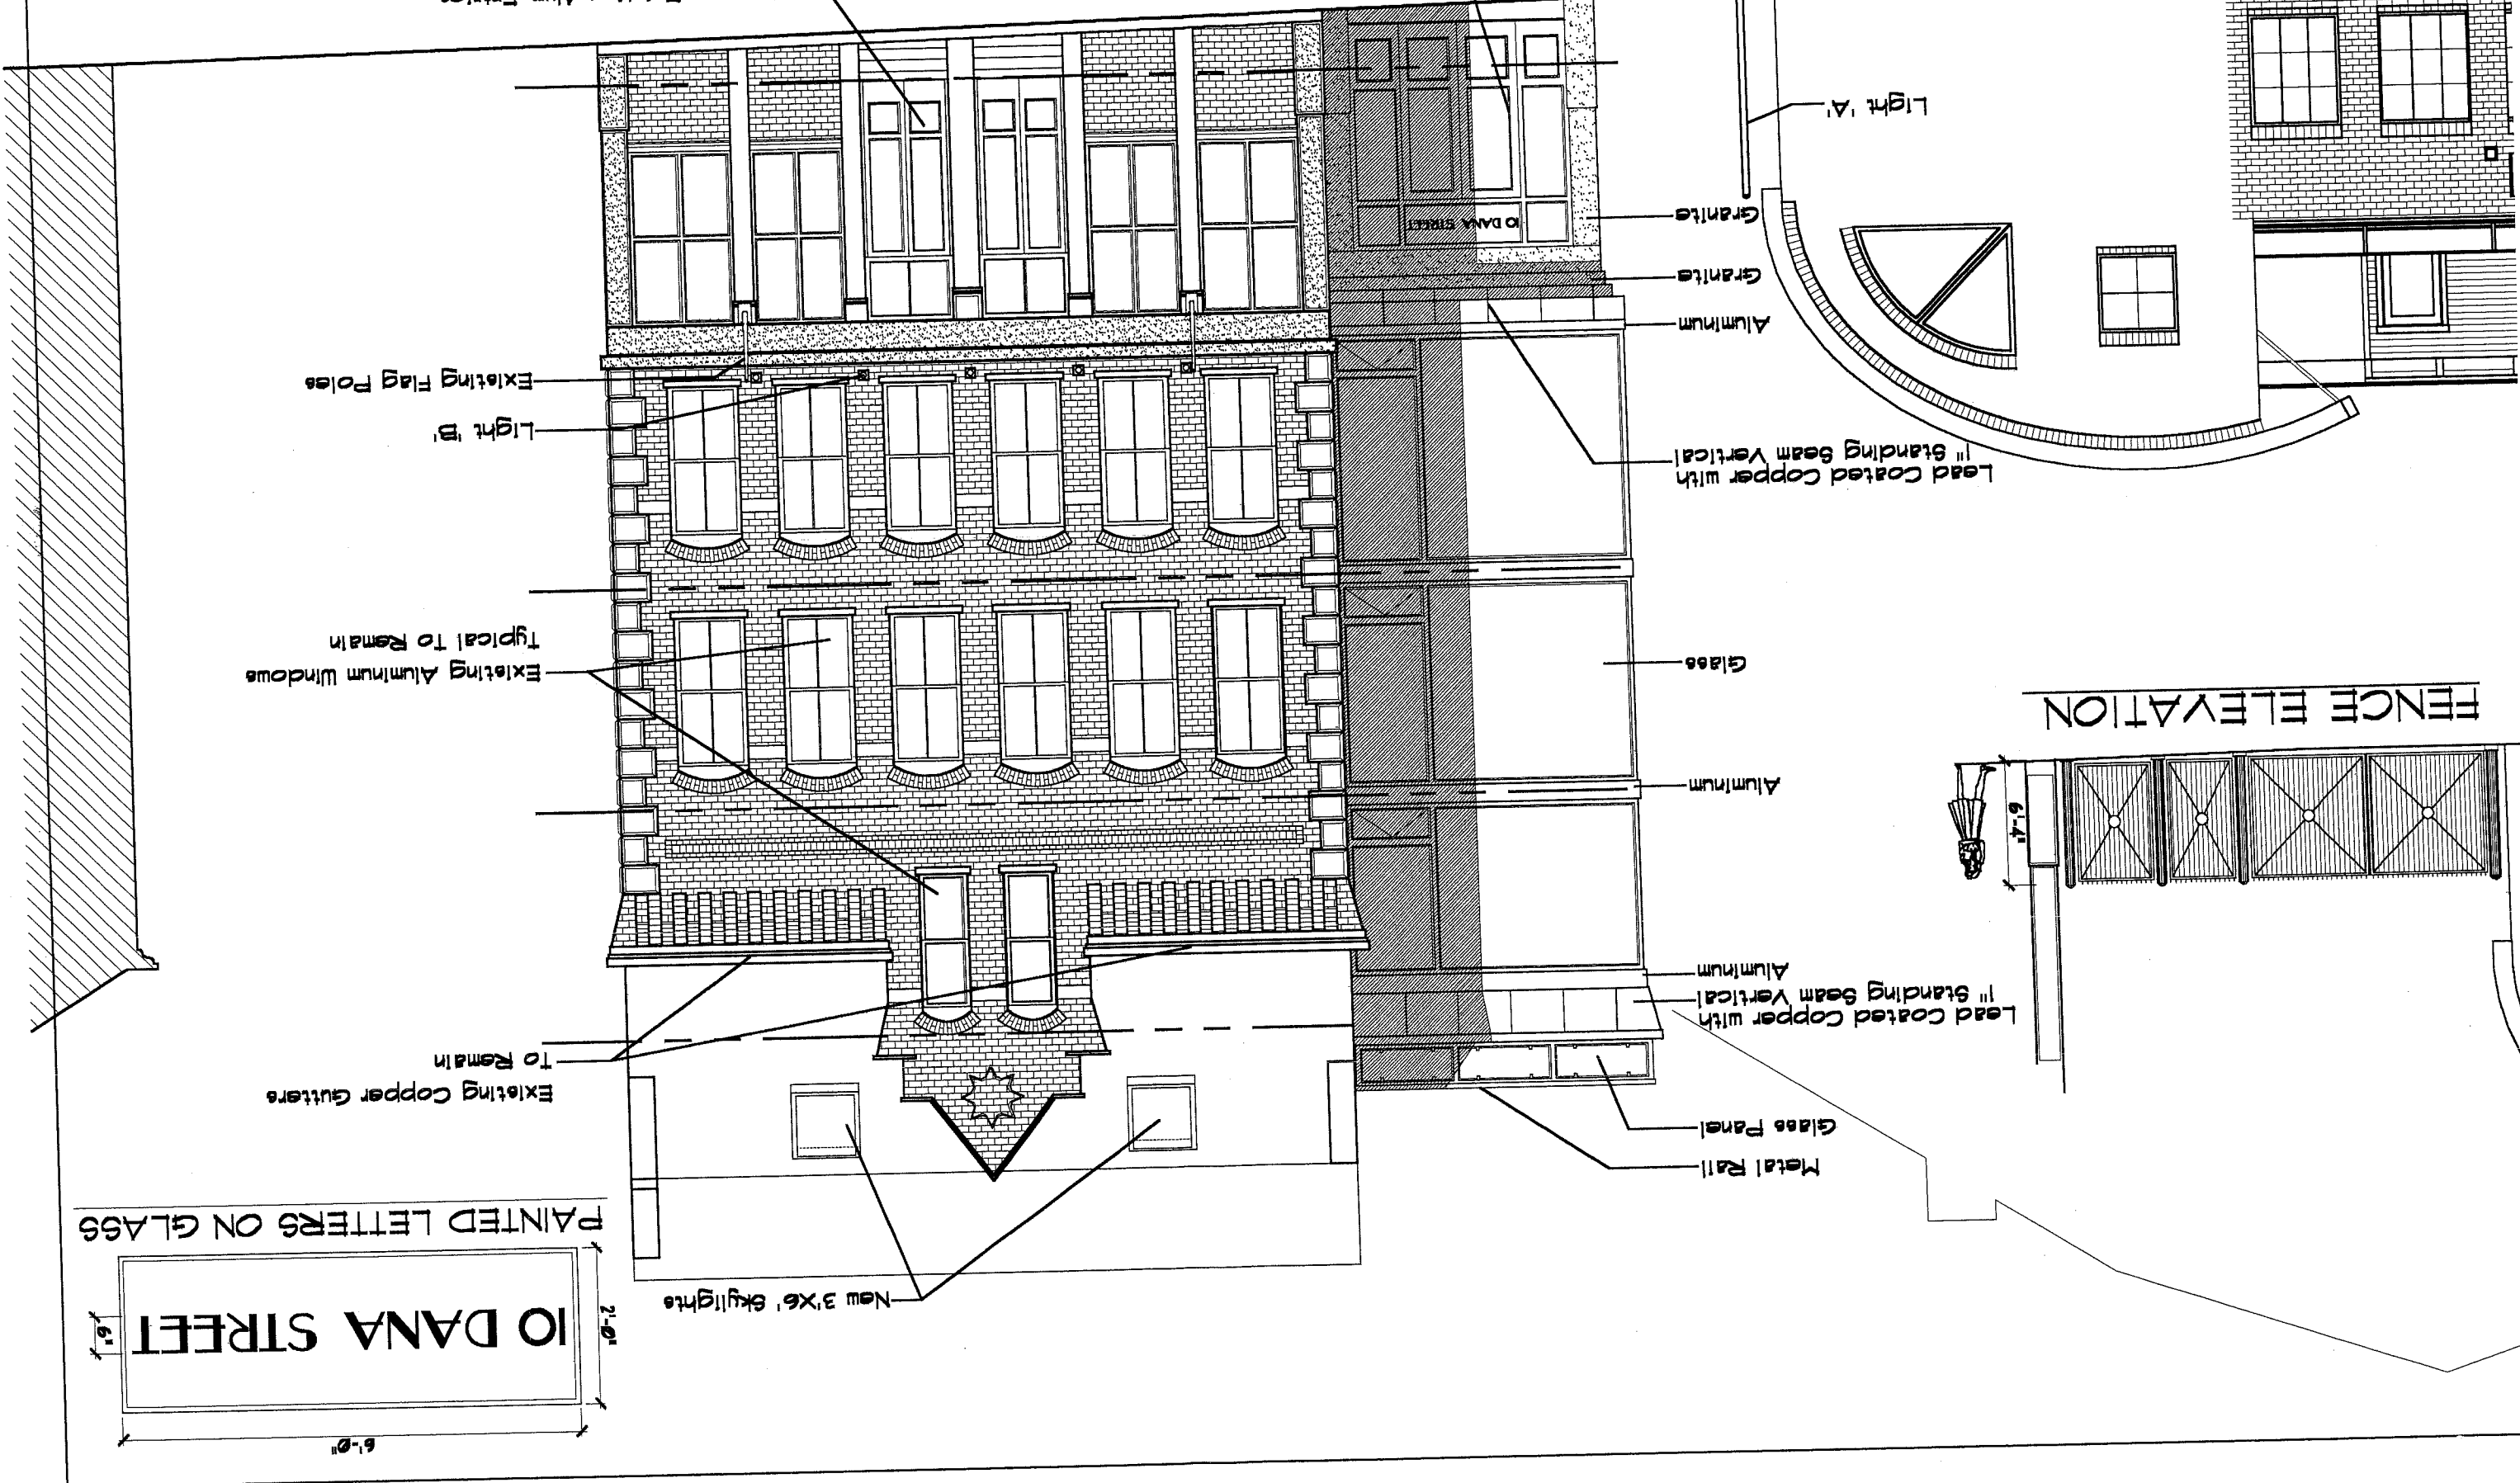 6'-0"
2'-0"
10 DANA STREET
6"
PAINTED LETTERS ON GLASS
New 3'X6' Skylights
Metal Rail
Glass Panel
Existing Copper Gutters
To Remain
Lead Coated Copper with
1" Standing Seam Vertical
Aluminum
6'-4"
Aluminum
FENCE ELEVATION
Glass
Existing Aluminum Windows
Typical To Remain
Lead Coated Copper with
1" Standing Seam Vertical
Light 'B'
Existing Flag Poles
Aluminum
Granite
10 DANA STREET
Granite
Light 'A'